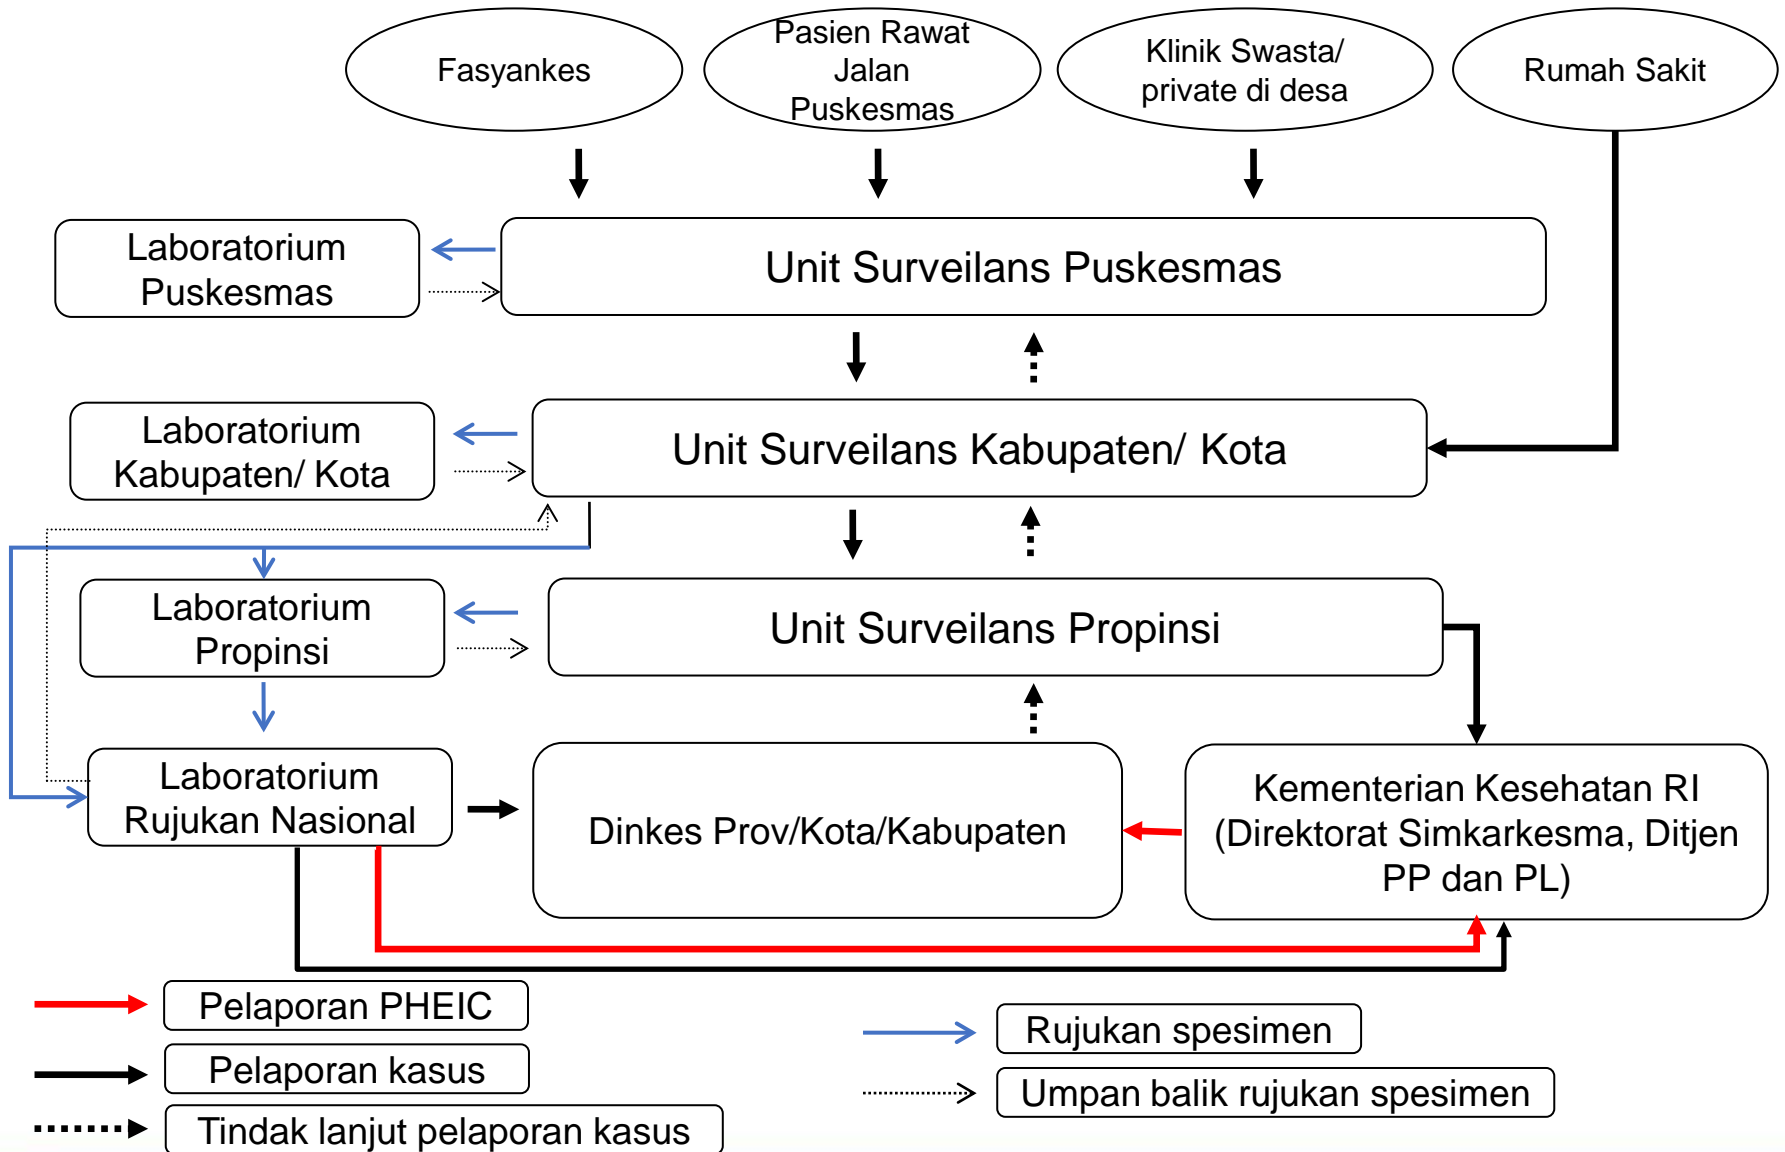 Fasyankes
Pasien Rawat
Jalan
Puskesmas
Klinik Swasta/
private di desa
Rumah Sakit
Laboratorium
Puskesmas
Unit Surveilans Puskesmas
Laboratorium
Kabupaten/ Kota
Unit Surveilans Kabupaten/ Kota
Laboratorium
Propinsi
Unit Surveilans Propinsi
Laboratorium
Rujukan Nasional
Dinkes Prov/Kota/Kabupaten
Kementerian Kesehatan RI
(Direktorat Simkarkesma, Ditjen
PP dan PL)
Pelaporan PHEIC
Pelaporan kasus
Tindak lanjut pelaporan kasus
Rujukan spesimen
Umpan balik rujukan spesimen